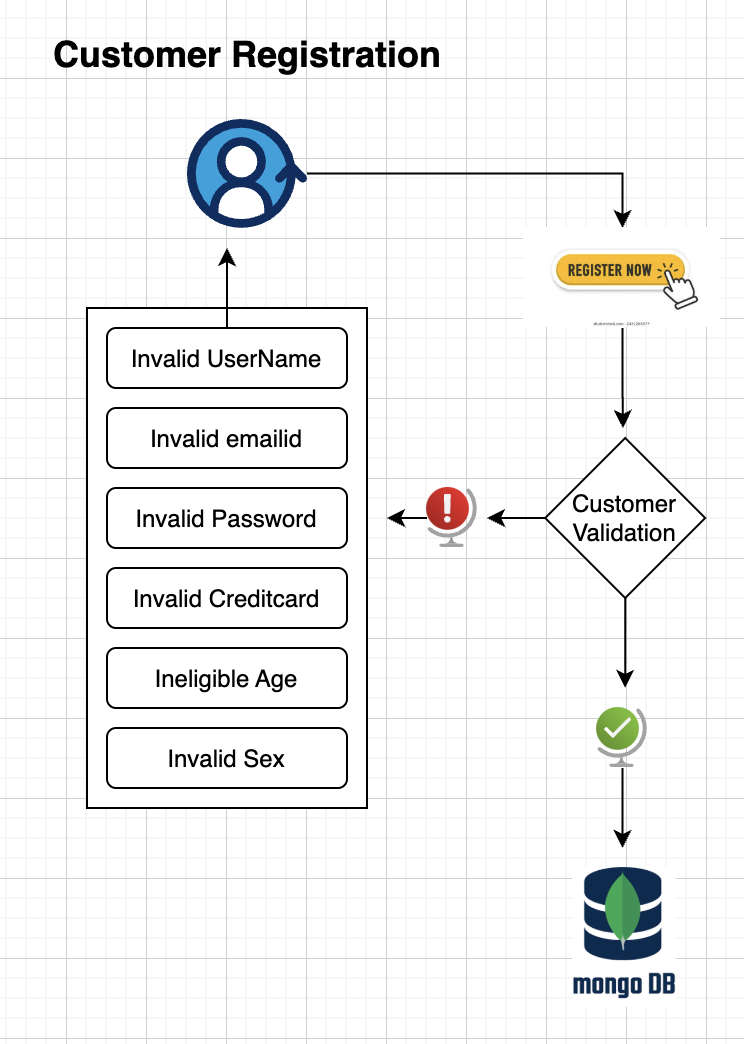 Customer Registration
REGISTER NOW
Invalid UserName
Invalid emailid
Invalid Password
Invalid Creditcard
Ineligible Age
Invalid Sex
Customer
Validation
mongo DB